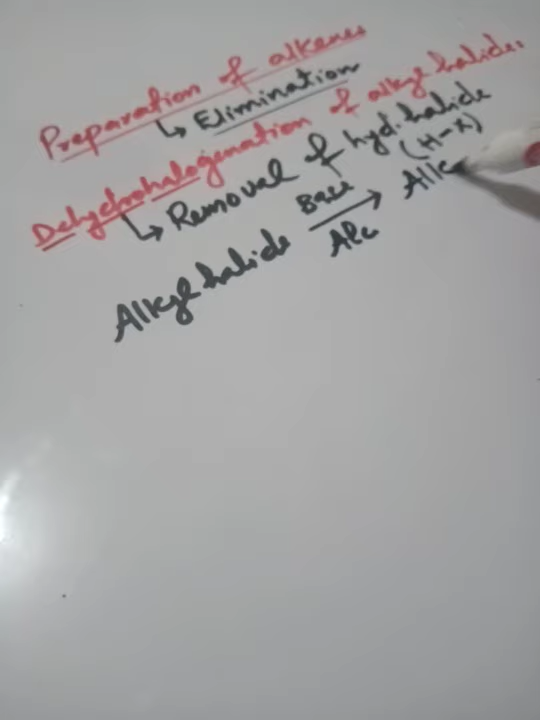 Preparation of alkenes
↳ Elimination
Dehydrohalogenation of alkyl halides.
↳ Removal of hyd. halide
(H-X)
Alkyl halide Base → Alk
Alc